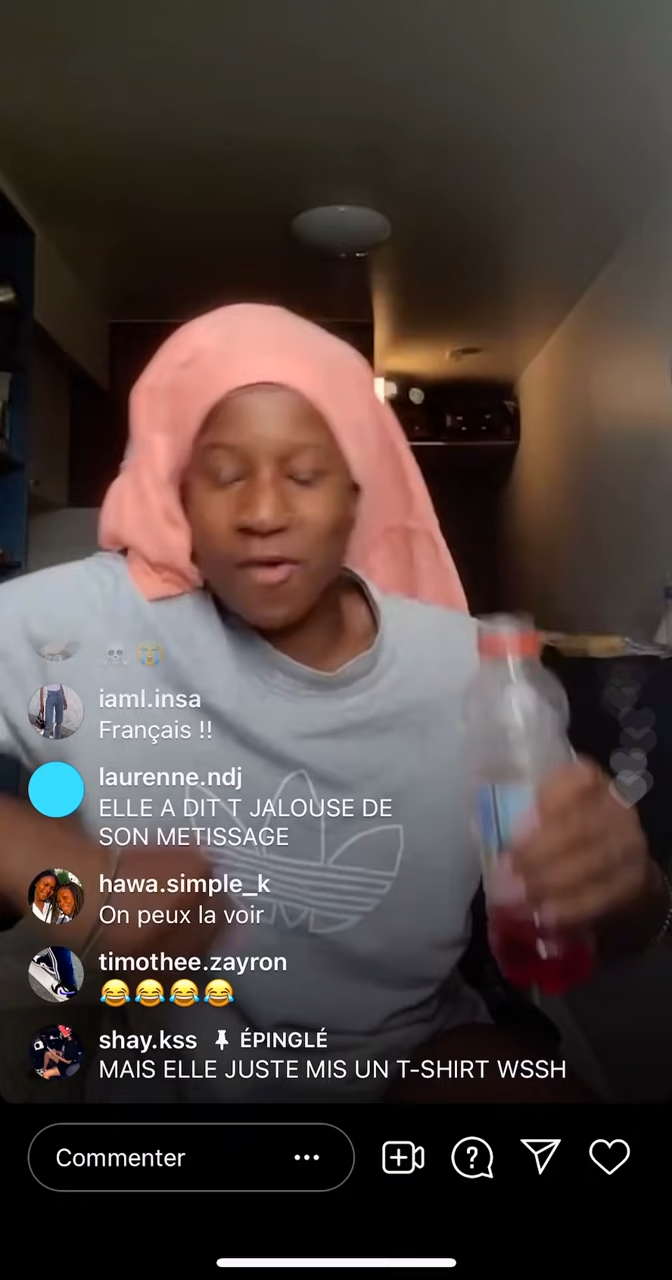 ☠️ 😭
iaml.insa
Français !!
laurenne.ndj
ELLE A DIT T JALOUSE DE
SON METISSAGE
hawa.simple_k
On peux la voir
timothee.zayron
😂😂😂😂
shay.kss 📌 ÉPINGLÉ
MAIS ELLE JUSTE MIS UN T-SHIRT WSSH
Commenter